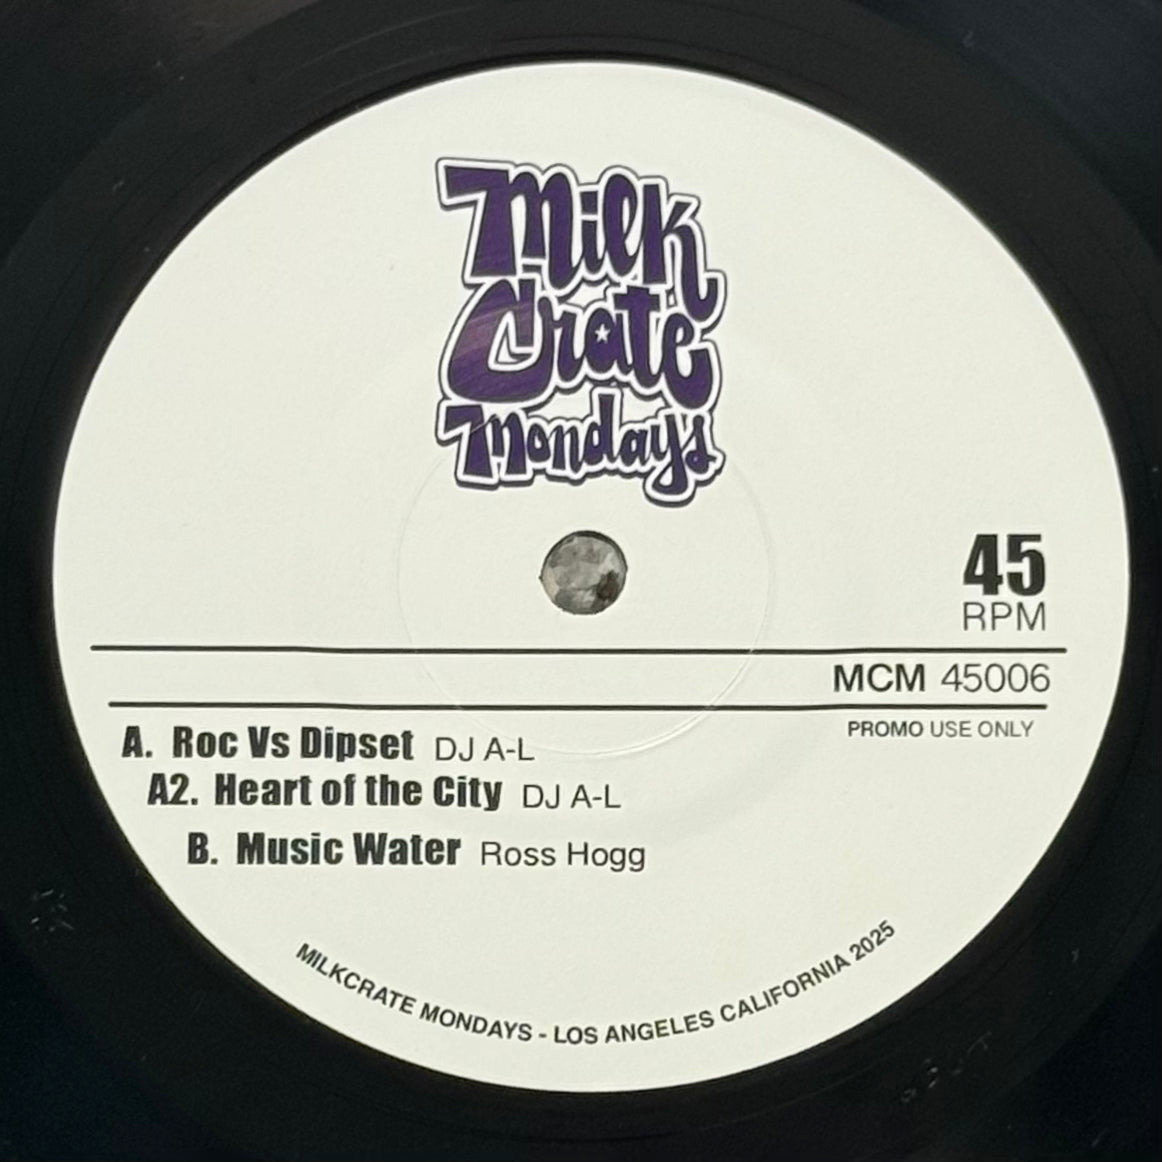 Milk
Crate
Mondays
45
RPM
MCM 45006
PROMO USE ONLY
A. Roc Vs Dipset DJ A-L
A2. Heart of the City DJ A-L
B. Music Water Ross Hogg
MILKCRATE MONDAYS - LOS ANGELES CALIFORNIA 2025